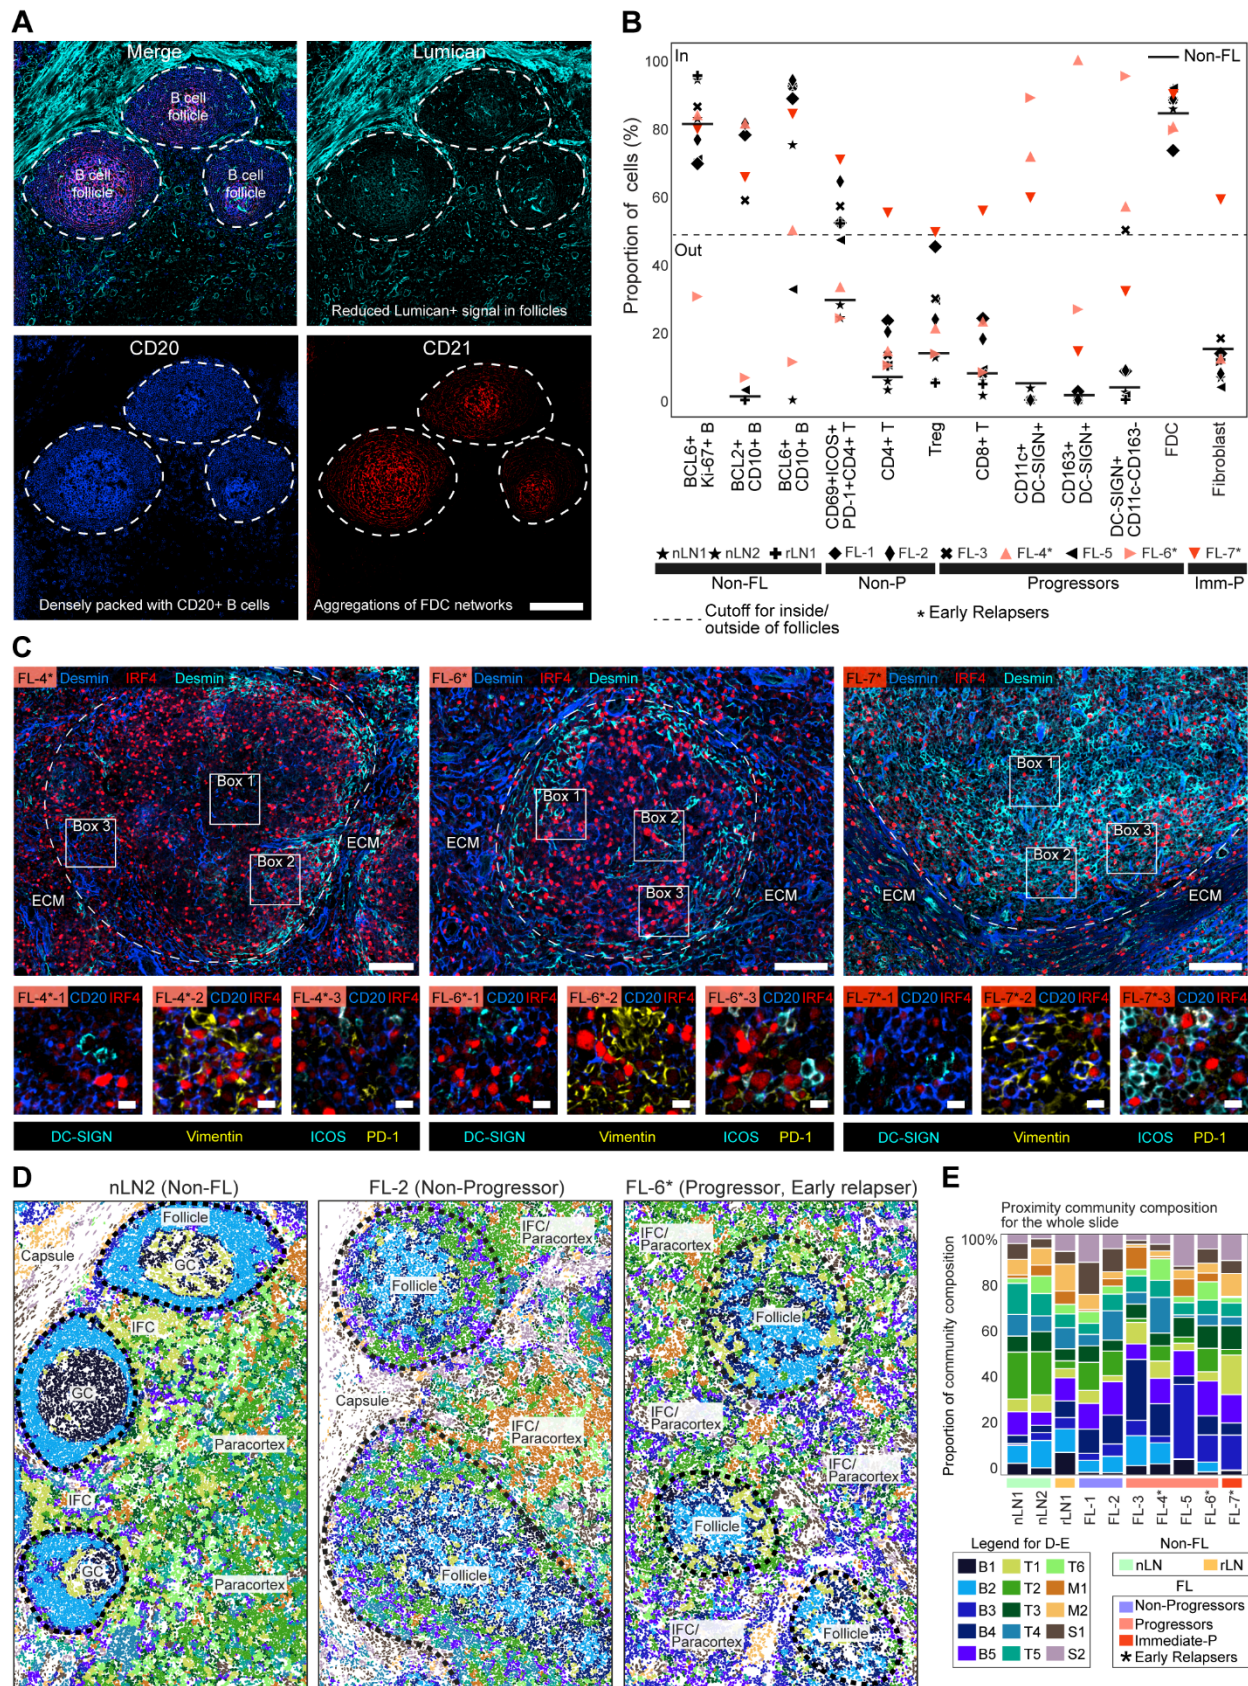 A
Merge
B cell
follicle
B cell
follicle
B cell
follicle
Lumican
Reduced Lumican+ signal in follicles
CD20
Densely packed with CD20+ B cells
CD21
Aggregations of FDC networks
B
In
Non-FL
Out
Proportion of cells (%)
100
80
60
40
20
0
BCL6+
Ki-67+ B
BCL2+
CD10+ B
BCL6+
CD10+ B
CD69+ICOS+
PD-1+CD4+ T
CD4+ T
Treg
CD8+ T
CD11c+
DC-SIGN+
CD163+
DC-SIGN+
DC-SIGN+
CD11c-CD163-
FDC
Fibroblast
nLN1 nLN2 rLN1 FL-1 FL-2 FL-3 FL-4* FL-5 FL-6* FL-7*
Non-FL Non-P Progressors Imm-P
Cutoff for inside/
outside of follicles
* Early Relapsers
C
FL-4* Desmin IRF4 Desmin
Box 1
Box 3
Box 2
ECM
ECM
FL-6* Desmin IRF4 Desmin
Box 1
Box 2
Box 3
ECM
ECM
FL-7* Desmin IRF4 Desmin
Box 1
Box 3
Box 2
ECM
FL-4*-1 CD20 IRF4
FL-4*-2 CD20 IRF4
FL-4*-3 CD20 IRF4
FL-6*-1 CD20 IRF4
FL-6*-2 CD20 IRF4
FL-6*-3 CD20 IRF4
FL-7*-1 CD20 IRF4
FL-7*-2 CD20 IRF4
FL-7*-3 CD20 IRF4
DC-SIGN Vimentin ICOS PD-1
DC-SIGN Vimentin ICOS PD-1
DC-SIGN Vimentin ICOS PD-1
D
nLN2 (Non-FL)
Follicle
Capsule
GC
IFC
GC
Paracortex
IFC
GC
Paracortex
FL-2 (Non-Progressor)
IFC/
Paracortex
Follicle
Capsule
IFC/
Paracortex
Follicle
FL-6* (Progressor, Early relapser)
IFC/
Paracortex
IFC/
Paracortex
Follicle
IFC/
Paracortex
IFC/
Paracortex
Follicle
IFC/
Paracortex
Follicle
E
Proximity community composition
for the whole slide
Proportion of community composition
100%
80
60
40
20
0
nLN1
nLN2
rLN1
FL-1
FL-2
FL-3
FL-4*
FL-5
FL-6*
FL-7*
Legend for D-E
B1 T1 T6
B2 T2 M1
B3 T3 M2
B4 T4 S1
B5 T5 S2
Non-FL
nLN rLN
FL
Non-Progressors
Progressors
Immediate-P
* Early Relapsers